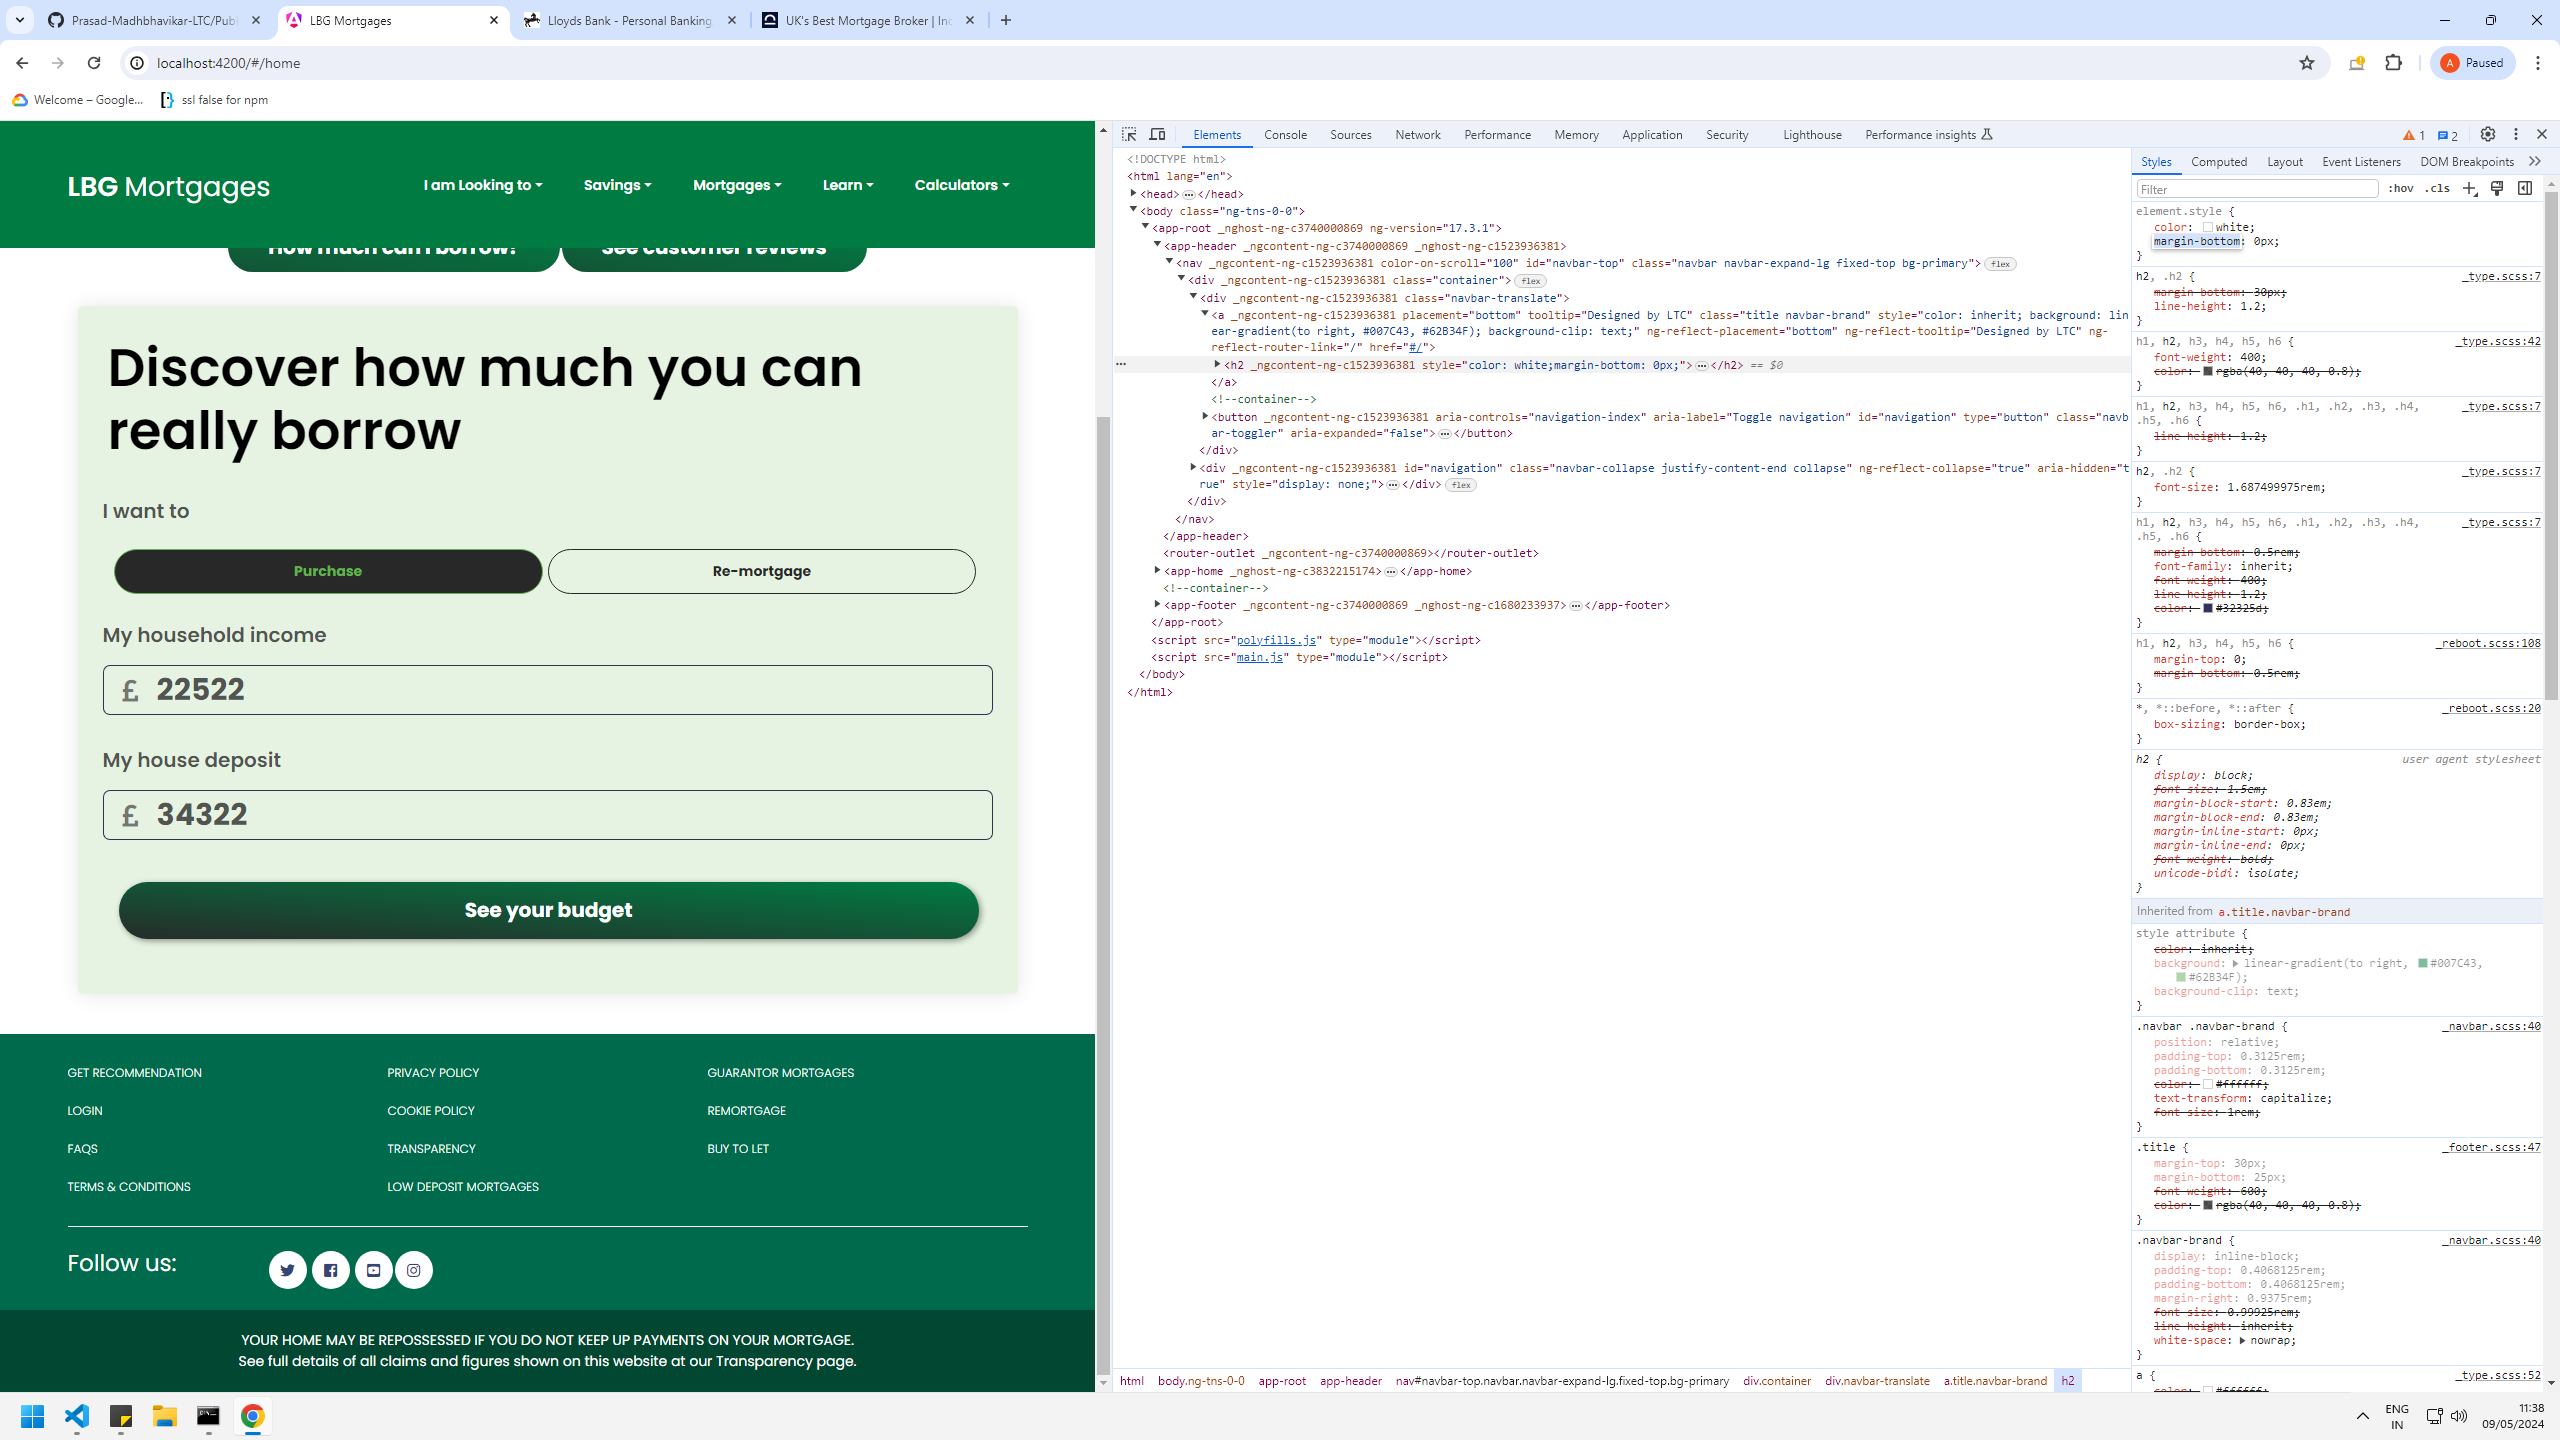 Prasad-Madhbhavikar-LTC/Publ
LBG Mortgages
Lloyds Bank - Personal Banking,
UK's Best Mortgage Broker | Inc
localhost:4200/#/home
A Paused
Welcome – Google...
ssl false for npm
LBG Mortgages
I am Looking to
Savings
Mortgages
Learn
Calculators
How much can I borrow?
See customer reviews
Discover how much you can
really borrow
I want to
Purchase
Re-mortgage
My household income
£ 22522
My house deposit
£ 34322
See your budget
GET RECOMMENDATION
PRIVACY POLICY
GUARANTOR MORTGAGES
LOGIN
COOKIE POLICY
REMORTGAGE
FAQS
TRANSPARENCY
BUY TO LET
TERMS & CONDITIONS
LOW DEPOSIT MORTGAGES
Follow us:
YOUR HOME MAY BE REPOSSESSED IF YOU DO NOT KEEP UP PAYMENTS ON YOUR MORTGAGE.
See full details of all claims and figures shown on this website at our Transparency page.
Elements Console Sources Network Performance Memory Application Security Lighthouse Performance insights
1 2
<!DOCTYPE html>
<html lang="en">
<head>…</head>
<body class="ng-tns-0-0">
<app-root _nghost-ng-c3740000869 ng-version="17.3.1">
<app-header _ngcontent-ng-c3740000869 _nghost-ng-c1523936381>
<nav _ngcontent-ng-c1523936381 color-on-scroll="100" id="navbar-top" class="navbar navbar-expand-lg fixed-top bg-primary"> flex
<div _ngcontent-ng-c1523936381 class="container"> flex
<div _ngcontent-ng-c1523936381 class="navbar-translate">
<a _ngcontent-ng-c1523936381 placement="bottom" tooltip="Designed by LTC" class="title navbar-brand" style="color: inherit; background: lin
ear-gradient(to right, #007C43, #62B34F); background-clip: text;" ng-reflect-placement="bottom" ng-reflect-tooltip="Designed by LTC" ng-
reflect-router-link="/" href="#/">
<h2 _ngcontent-ng-c1523936381 style="color: white;margin-bottom: 0px;">…</h2> == $0
</a>
<!--container-->
<button _ngcontent-ng-c1523936381 aria-controls="navigation-index" aria-label="Toggle navigation" id="navigation" type="button" class="navb
ar-toggler" aria-expanded="false">…</button>
</div>
<div _ngcontent-ng-c1523936381 id="navigation" class="navbar-collapse justify-content-end collapse" ng-reflect-collapse="true" aria-hidden="t
rue" style="display: none;">…</div> flex
</div>
</nav>
</app-header>
<router-outlet _ngcontent-ng-c3740000869></router-outlet>
<app-home _nghost-ng-c3832215174>…</app-home>
<!--container-->
<app-footer _ngcontent-ng-c3740000869 _nghost-ng-c1680233937>…</app-footer>
</app-root>
<script src="polyfills.js" type="module"></script>
<script src="main.js" type="module"></script>
</body>
</html>
html body.ng-tns-0-0 app-root app-header nav#navbar-top.navbar.navbar-expand-lg.fixed-top.bg-primary div.container div.navbar-translate a.title.navbar-brand h2
Styles Computed Layout Event Listeners DOM Breakpoints
Filter
:hov .cls
element.style {
color: white;
margin-bottom: 0px;
}
h2, .h2 { _type.scss:7
margin-bottom: 30px;
line-height: 1.2;
}
h1, h2, h3, h4, h5, h6 { _type.scss:42
font-weight: 400;
color: rgba(40, 40, 40, 0.8);
}
h1, h2, h3, h4, h5, h6, .h1, .h2, .h3, .h4, _type.scss:7
.h5, .h6 {
line-height: 1.2;
}
h2, .h2 { _type.scss:7
font-size: 1.687499975rem;
}
h1, h2, h3, h4, h5, h6, .h1, .h2, .h3, .h4, _type.scss:7
.h5, .h6 {
margin-bottom: 0.5rem;
font-family: inherit;
font-weight: 400;
line-height: 1.2;
color: #32325d;
}
h1, h2, h3, h4, h5, h6 { _reboot.scss:108
margin-top: 0;
margin-bottom: 0.5rem;
}
*, *::before, *::after { _reboot.scss:20
box-sizing: border-box;
}
h2 { user agent stylesheet
display: block;
font-size: 1.5em;
margin-block-start: 0.83em;
margin-block-end: 0.83em;
margin-inline-start: 0px;
margin-inline-end: 0px;
font-weight: bold;
unicode-bidi: isolate;
}
Inherited from a.title.navbar-brand
style attribute {
color: inherit;
background: linear-gradient(to right, #007C43,
#62B34F);
background-clip: text;
}
.navbar .navbar-brand { _navbar.scss:40
position: relative;
padding-top: 0.3125rem;
padding-bottom: 0.3125rem;
color: #ffffff;
text-transform: capitalize;
font-size: 1rem;
}
.title { _footer.scss:47
margin-top: 30px;
margin-bottom: 25px;
font-weight: 600;
color: rgba(40, 40, 40, 0.8);
}
.navbar-brand { _navbar.scss:40
display: inline-block;
padding-top: 0.4068125rem;
padding-bottom: 0.4068125rem;
margin-right: 0.9375rem;
font-size: 0.99925rem;
line-height: inherit;
white-space: nowrap;
}
a { _type.scss:52
color: #ffffff;
ENG
IN
11:38
09/05/2024